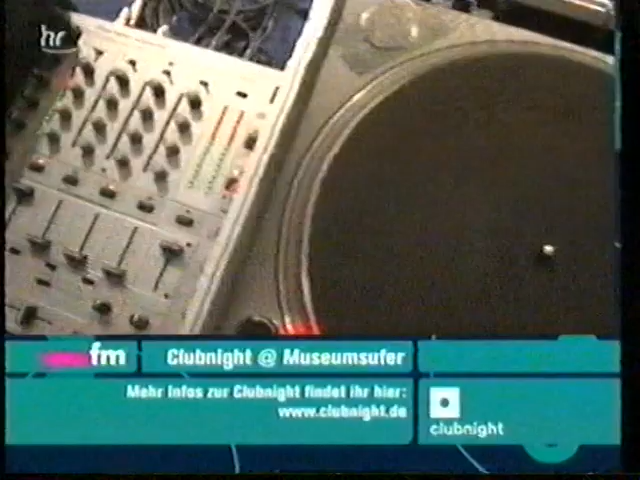 hr
fm
Clubnight @ Museumsufer
Mehr Infos zur Clubnight findet ihr hier:
www.clubnight.de
clubnight